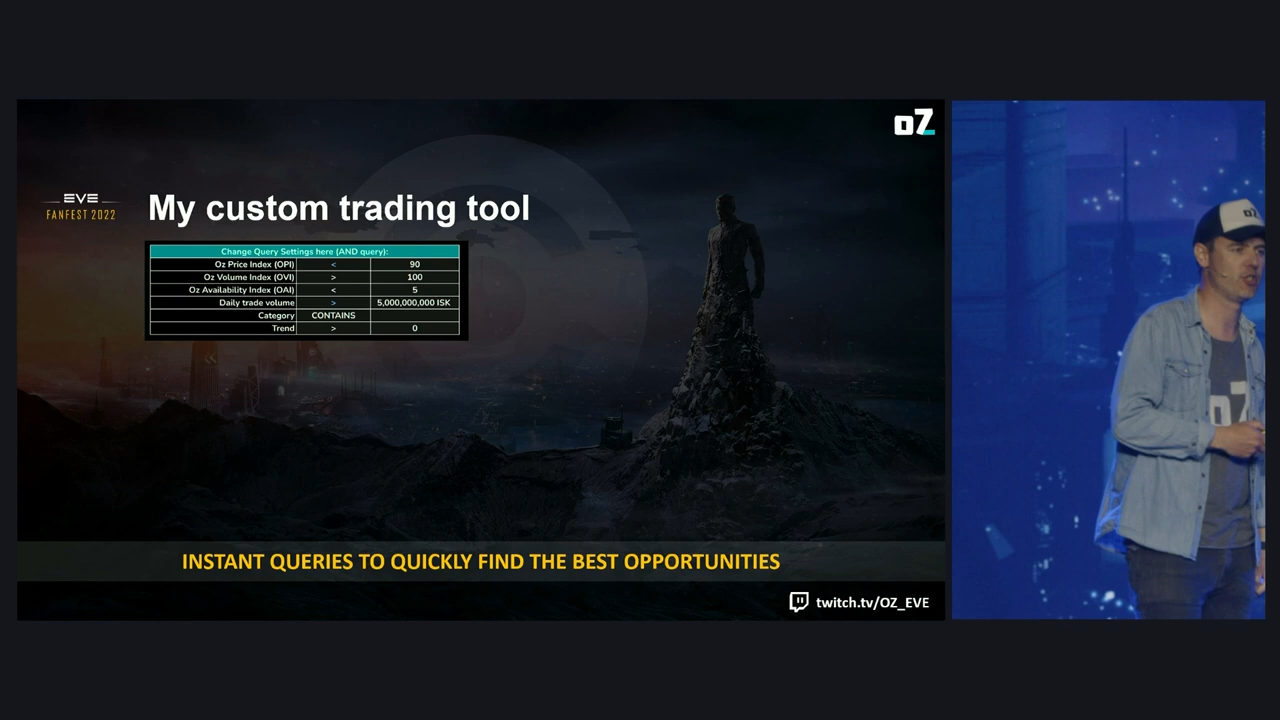 oZ
EVE
FANFEST 2022
My custom trading tool
Change Query Settings here (AND query):
Oz Price Index (OPI) < 90
Oz Volume Index (OVI) > 100
Oz Availability Index (OAI) < 5
Daily trade volume > 5,000,000,000 ISK
Category CONTAINS
Trend > 0
INSTANT QUERIES TO QUICKLY FIND THE BEST OPPORTUNITIES
twitch.tv/OZ_EVE
oZ
oZ